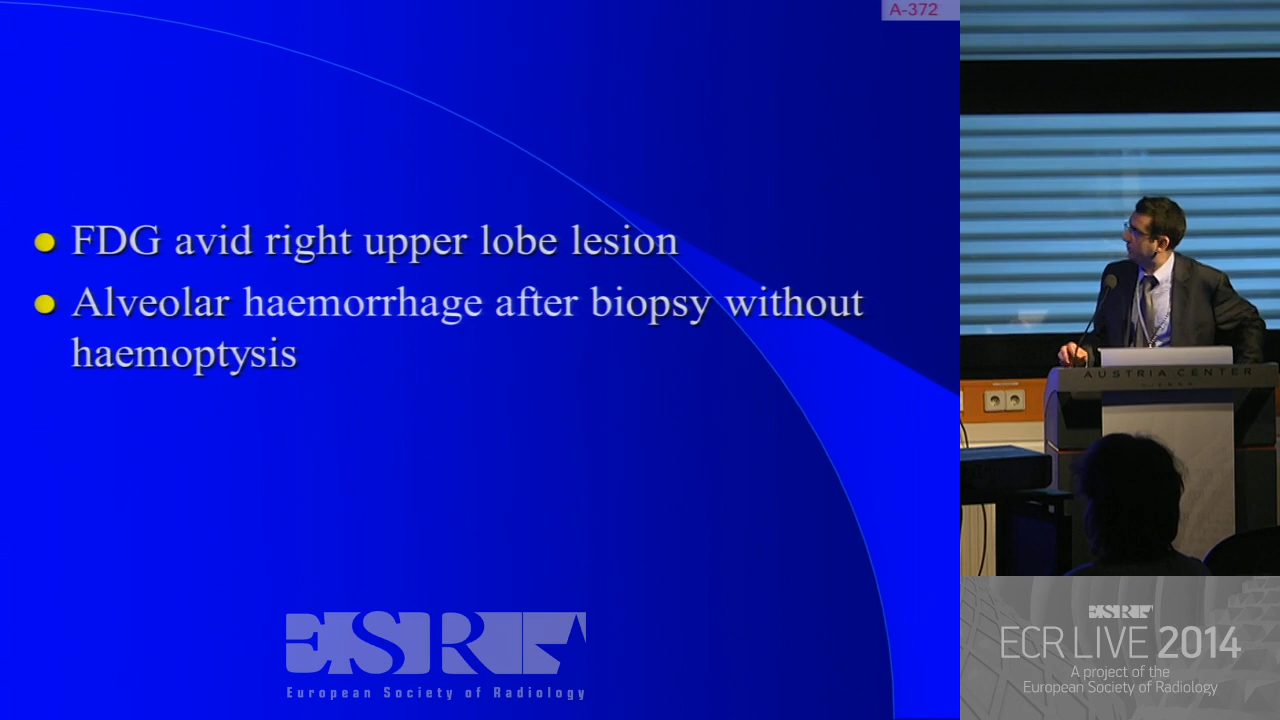 A-372
FDG avid right upper lobe lesion
Alveolar haemorrhage after biopsy without
haemoptysis
ESR
European Society of Radiology
AUSTRIA CENTER
VIENNA
ESR
ECR LIVE 2014
A project of the
European Society of Radiology